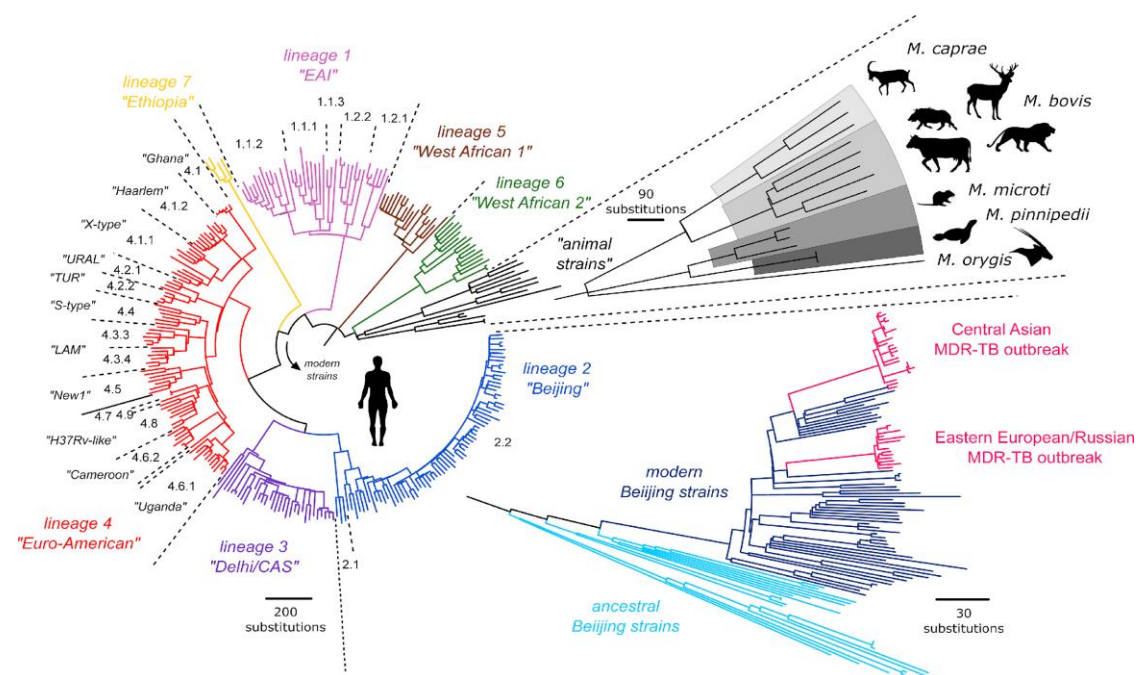 lineage 1
"EAI"
lineage 7
"Ethiopia"
1.1.3
1.1.1
1.2.2
1.2.1
1.1.2
lineage 5
"West African 1"
lineage 6
"West African 2"
"animal
strains"
90
substitutions
M. caprae
M. bovis
M. microti
M. pinnipedii
M. orygis
"Ghana"
4.1
"Haarlem"
4.1.2
"X-type"
4.1.1
"URAL"
4.2.1
"TUR"
4.2.2
"S-type"
4.4
4.3.3
"LAM"
4.3.4
4.5
"New1"
4.7
4.9
4.8
"H37Rv-like"
4.6.2
"Cameroon"
4.6.1
"Uganda"
lineage 4
"Euro-American"
modern
strains
lineage 2
"Beijing"
2.2
lineage 3
"Delhi/CAS"
2.1
200
substitutions
Central Asian
MDR-TB outbreak
Eastern European/Russian
MDR-TB outbreak
modern
Beiijing strains
ancestral
Beiijing strains
30
substitutions